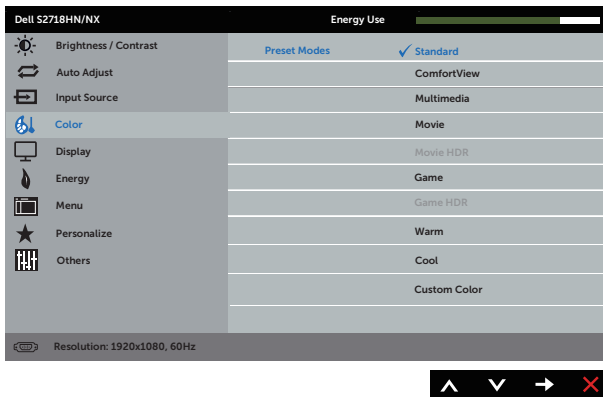 Dell S2718HN/NX Energy Use
Brightness / Contrast
Auto Adjust
Input Source
Color
Display
Energy
Menu
Personalize
Others
Preset Modes Standard
ComfortView
Multimedia
Movie
Movie HDR
Game
Game HDR
Warm
Cool
Custom Color
Resolution: 1920x1080, 60Hz